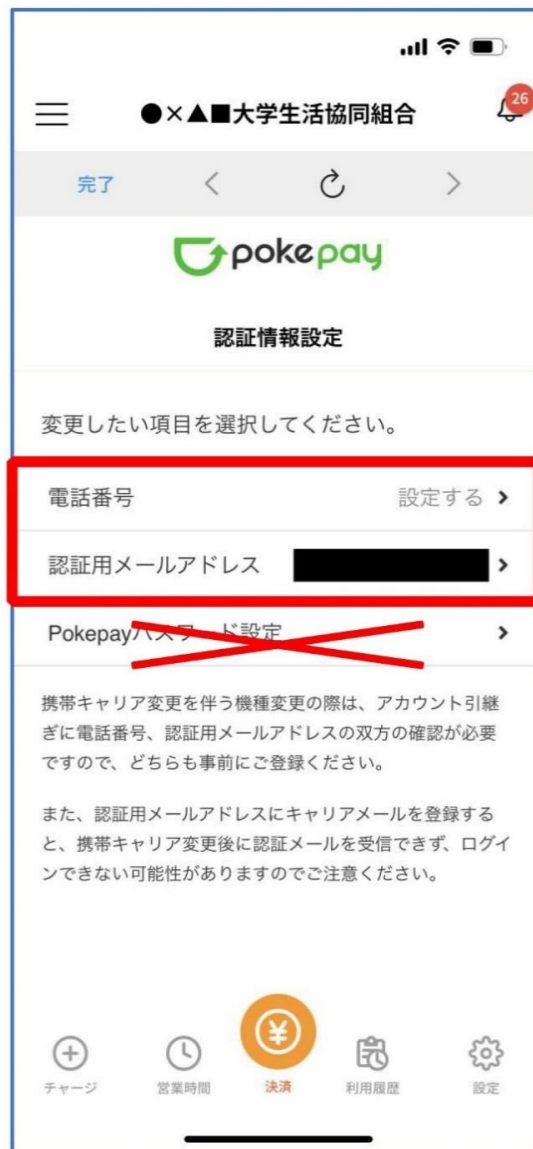 ●×▲■大学生活協同組合
26
完了
pokepay
認証情報設定
変更したい項目を選択してください。
電話番号 設定する
認証用メールアドレス
Pokepayパスワード設定
携帯キャリア変更を伴う機種変更の際は、アカウント引継
ぎに電話番号、認証用メールアドレスの双方の確認が必要
ですので、どちらも事前にご登録ください。
また、認証用メールアドレスにキャリアメールを登録する
と、携帯キャリア変更後に認証メールを受信できず、ログイ
ンできない可能性がありますのでご注意ください。
チャージ 営業時間 決済 利用履歴 設定